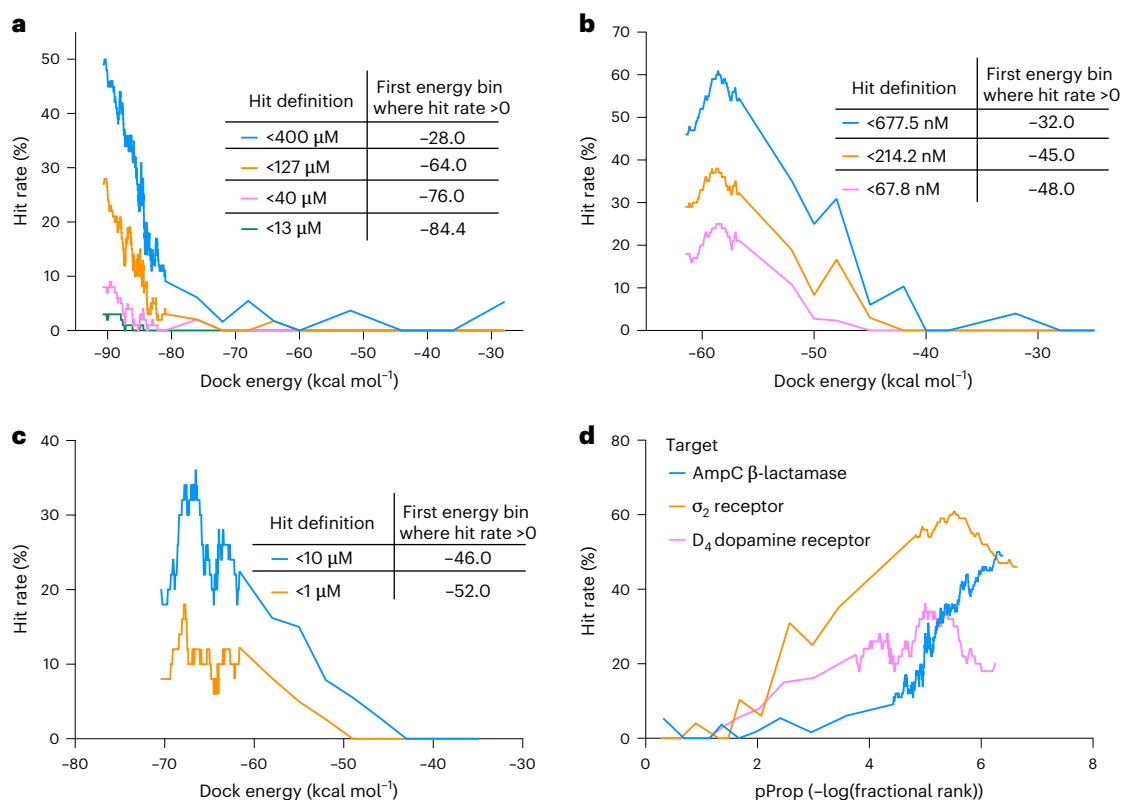 a
Hit rate (%)
50
40
30
20
10
0
Hit definition
First energy bin
where hit rate >0
<400 µM
–28.0
<127 µM
–64.0
<40 µM
–76.0
<13 µM
–84.4
–90
–80
–70
–60
–50
–40
–30
Dock energy (kcal mol–1)
b
Hit rate (%)
70
60
50
40
30
20
10
0
Hit definition
First energy bin
where hit rate >0
<677.5 nM
–32.0
<214.2 nM
–45.0
<67.8 nM
–48.0
–60
–50
–40
–30
Dock energy (kcal mol–1)
c
Hit rate (%)
40
30
20
10
0
Hit definition
First energy bin
where hit rate >0
<10 µM
–46.0
<1 µM
–52.0
–80
–70
–60
–50
–40
–30
Dock energy (kcal mol–1)
d
Hit rate (%)
80
60
40
20
0
Target
AmpC β-lactamase
σ2 receptor
D4 dopamine receptor
0
2
4
6
8
pProp (–log(fractional rank))